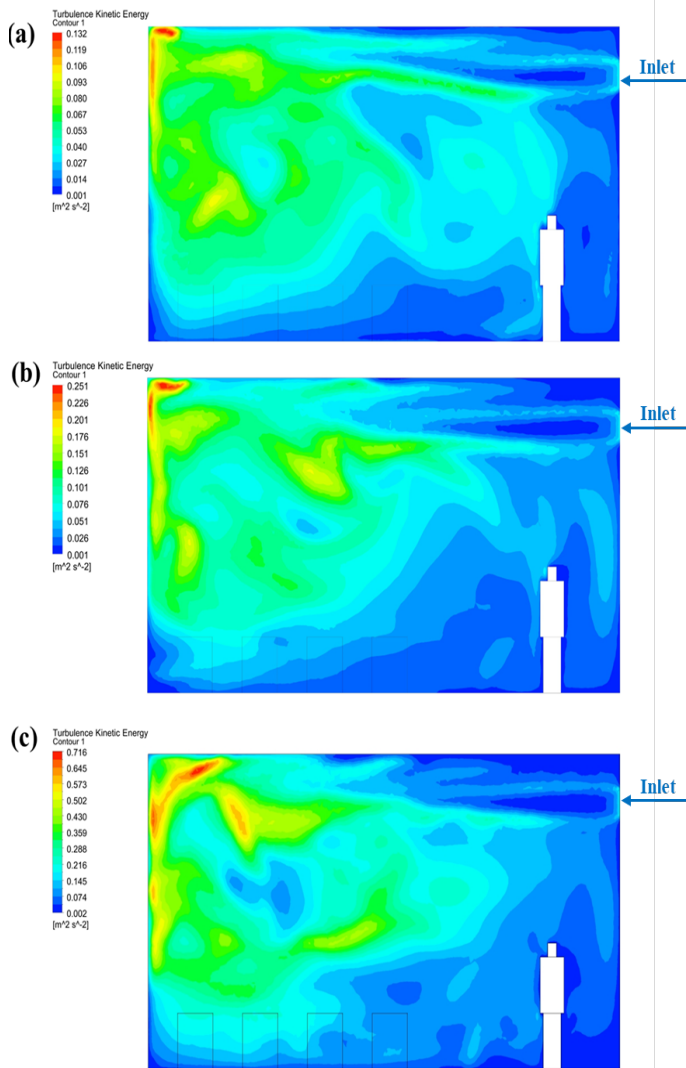 (a)
Turbulence Kinetic Energy
Contour 1
0.132
0.119
0.106
0.093
0.080
0.067
0.053
0.040
0.027
0.014
0.001
[m^2 s^-2]
Inlet
(b)
Turbulence Kinetic Energy
Contour 1
0.251
0.226
0.201
0.176
0.151
0.126
0.101
0.076
0.051
0.026
0.001
[m^2 s^-2]
Inlet
(c)
Turbulence Kinetic Energy
Contour 1
0.716
0.645
0.573
0.502
0.430
0.359
0.288
0.216
0.145
0.074
0.002
[m^2 s^-2]
Inlet